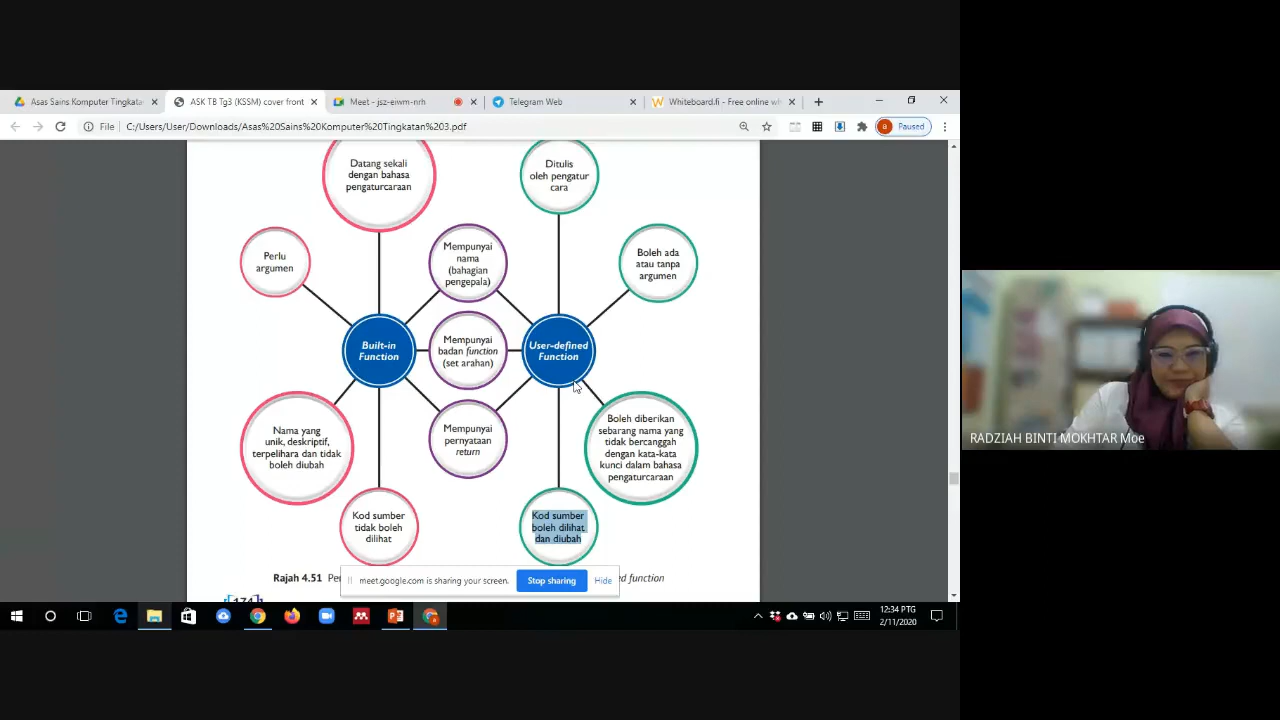 Asas Sains Komputer Tingkata
ASK TB Tg3 (KSSM) cover front
Meet - jsz-eiwm-nrh
Telegram Web
Whiteboard.fi - Free online wh
File
C:/Users/User/Downloads/Asas%20Sains%20Komputer%20Tingkatan%203.pdf
B
Paused
Datang sekali
dengan bahasa
pengaturcaraan
Ditulis
oleh pengatur
cara
Perlu
argumen
Mempunyai
nama
(bahagian
pengepala)
Boleh ada
atau tanpa
argumen
Built-in
Function
Mempunyai
badan function
(set arahan)
User-defined
Function
Nama yang
unik, deskriptif,
terpelihara dan tidak
boleh diubah
Mempunyai
pernyataan
return
Boleh diberikan
sebarang nama yang
tidak bercanggah
dengan kata-kata
kunci dalam bahasa
pengaturcaraan
Kod sumber
tidak boleh
dilihat
Kod sumber
boleh dilihat
dan diubah
Rajah 4.51
function
meet.google.com is sharing your screen.
Stop sharing
Hide
174
12:34 PTG
2/11/2020
RADZIAH BINTI MOKHTAR Moe